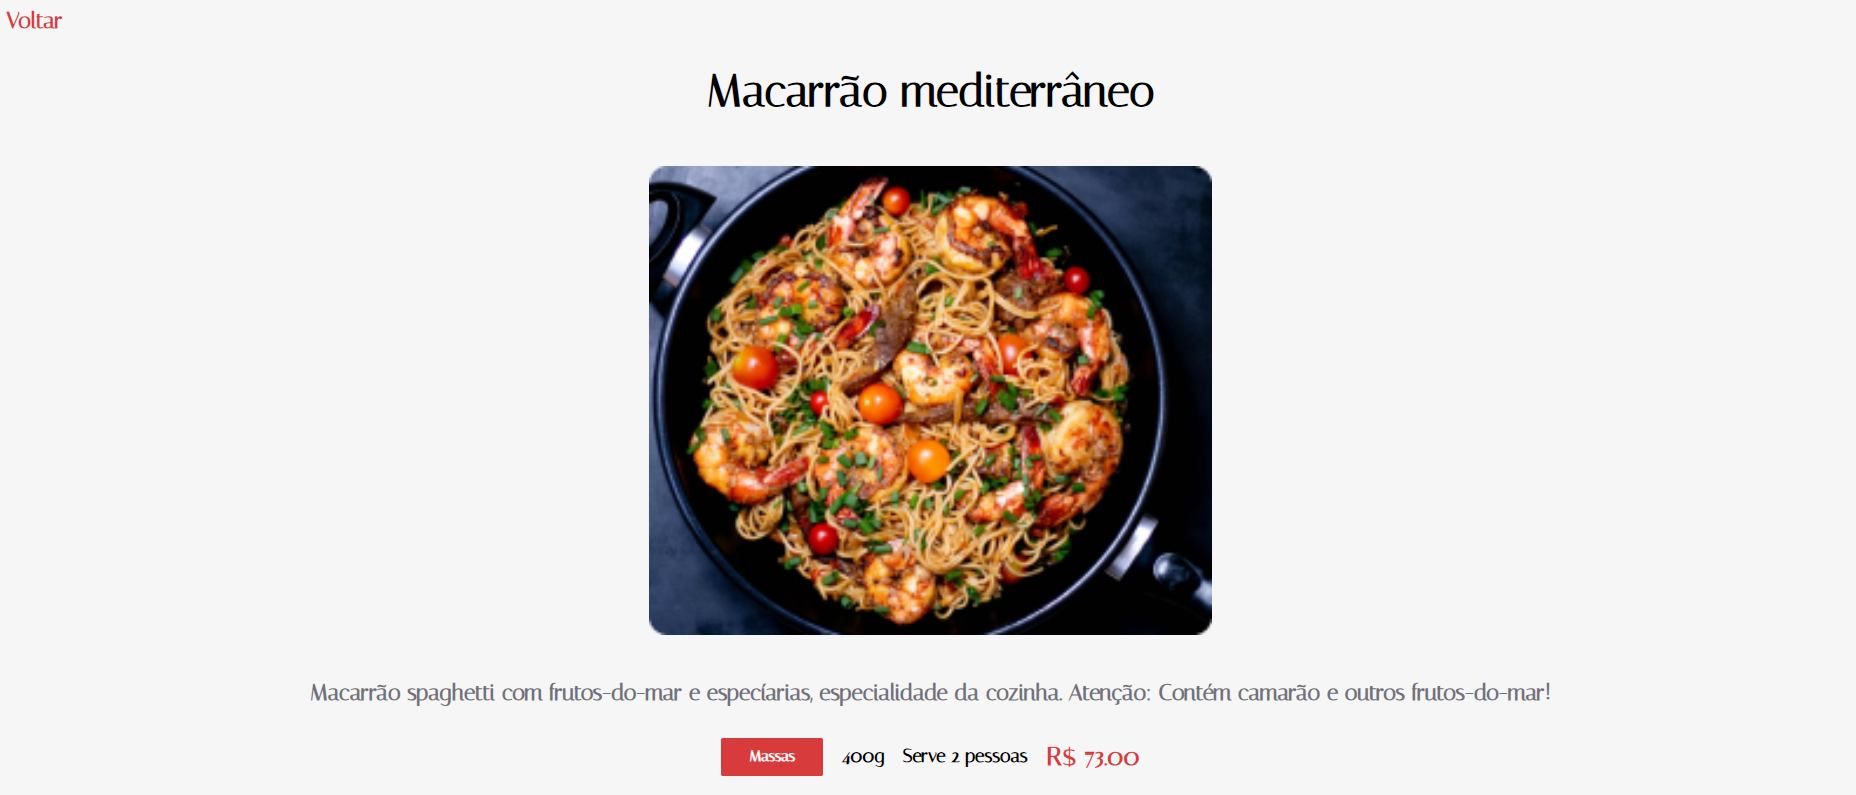 Voltar
Macarrão mediterrâneo
Macarrão spaghetti com frutos-do-mar e especíarias, especialidade da cozinha. Atenção: Contém camarão e outros frutos-do-mar!
Massas 400g Serve 2 pessoas R$ 73.00